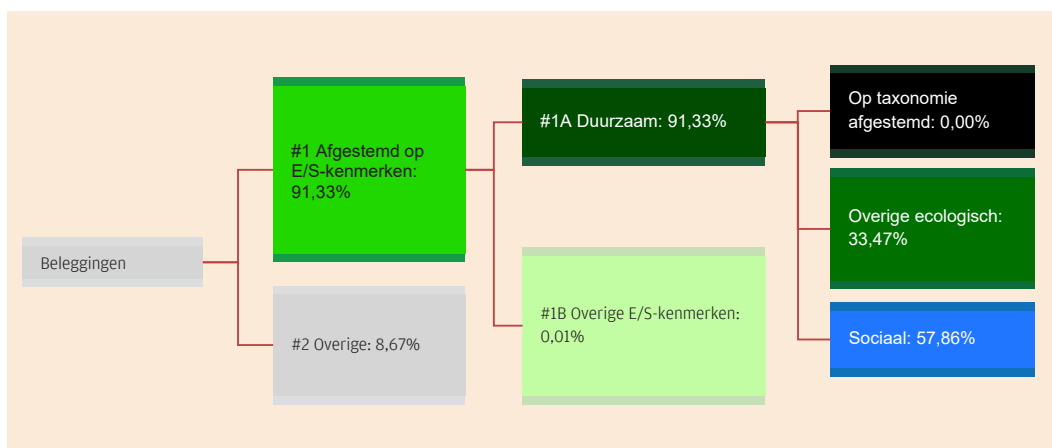 Beleggingen
#1 Afgestemd op
E/S-kenmerken:
91,33%
#2 Overige: 8,67%
#1A Duurzaam: 91,33%
#1B Overige E/S-kenmerken:
0,01%
Op taxonomie
afgestemd: 0,00%
Overige ecologisch:
33,47%
Sociaal: 57,86%